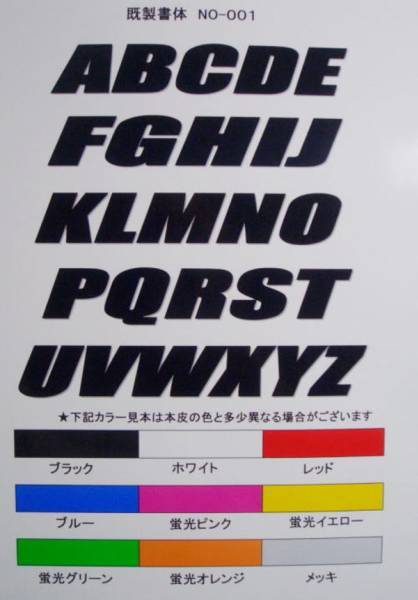 既製書体 NO-001
ABCDE
FGHIJ
KLMNO
PQRST
UVWXYZ
★下記カラー見本は本皮の色と多少異なる場合がございます
ブラック ホワイト レッド
ブルー 蛍光ピンク 蛍光イエロー
蛍光グリーン 蛍光オレンジ メッキ